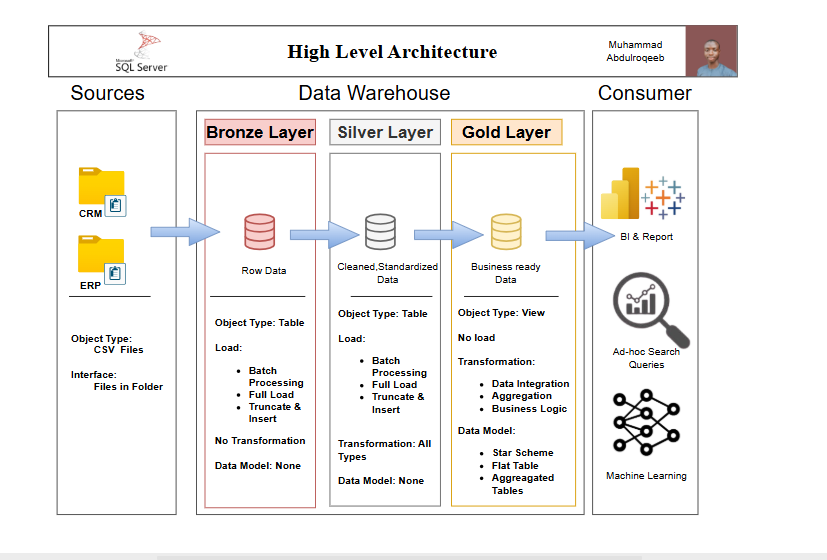 Microsoft
SQL Server
High Level Architecture
Muhammad
Abdulroqeeb
Sources
Data Warehouse
Consumer
Bronze Layer
Silver Layer
Gold Layer
CRM
ERP
Object Type:
CSV Files
Interface:
Files in Folder
Row Data
Object Type: Table
Load:
• Batch
Processing
• Full Load
• Truncate &
Insert
No Transformation
Data Model: None
Cleaned,Standardized
Data
Object Type: Table
Load:
• Batch
Processing
• Full Load
• Truncate &
Insert
Transformation: All
Types
Data Model: None
Business ready
Data
Object Type: View
No load
Transformation:
• Data Integration
• Aggregation
• Business Logic
Data Model:
• Star Scheme
• Flat Table
• Aggreagated
Tables
BI & Report
Ad-hoc Search
Queries
Machine Learning